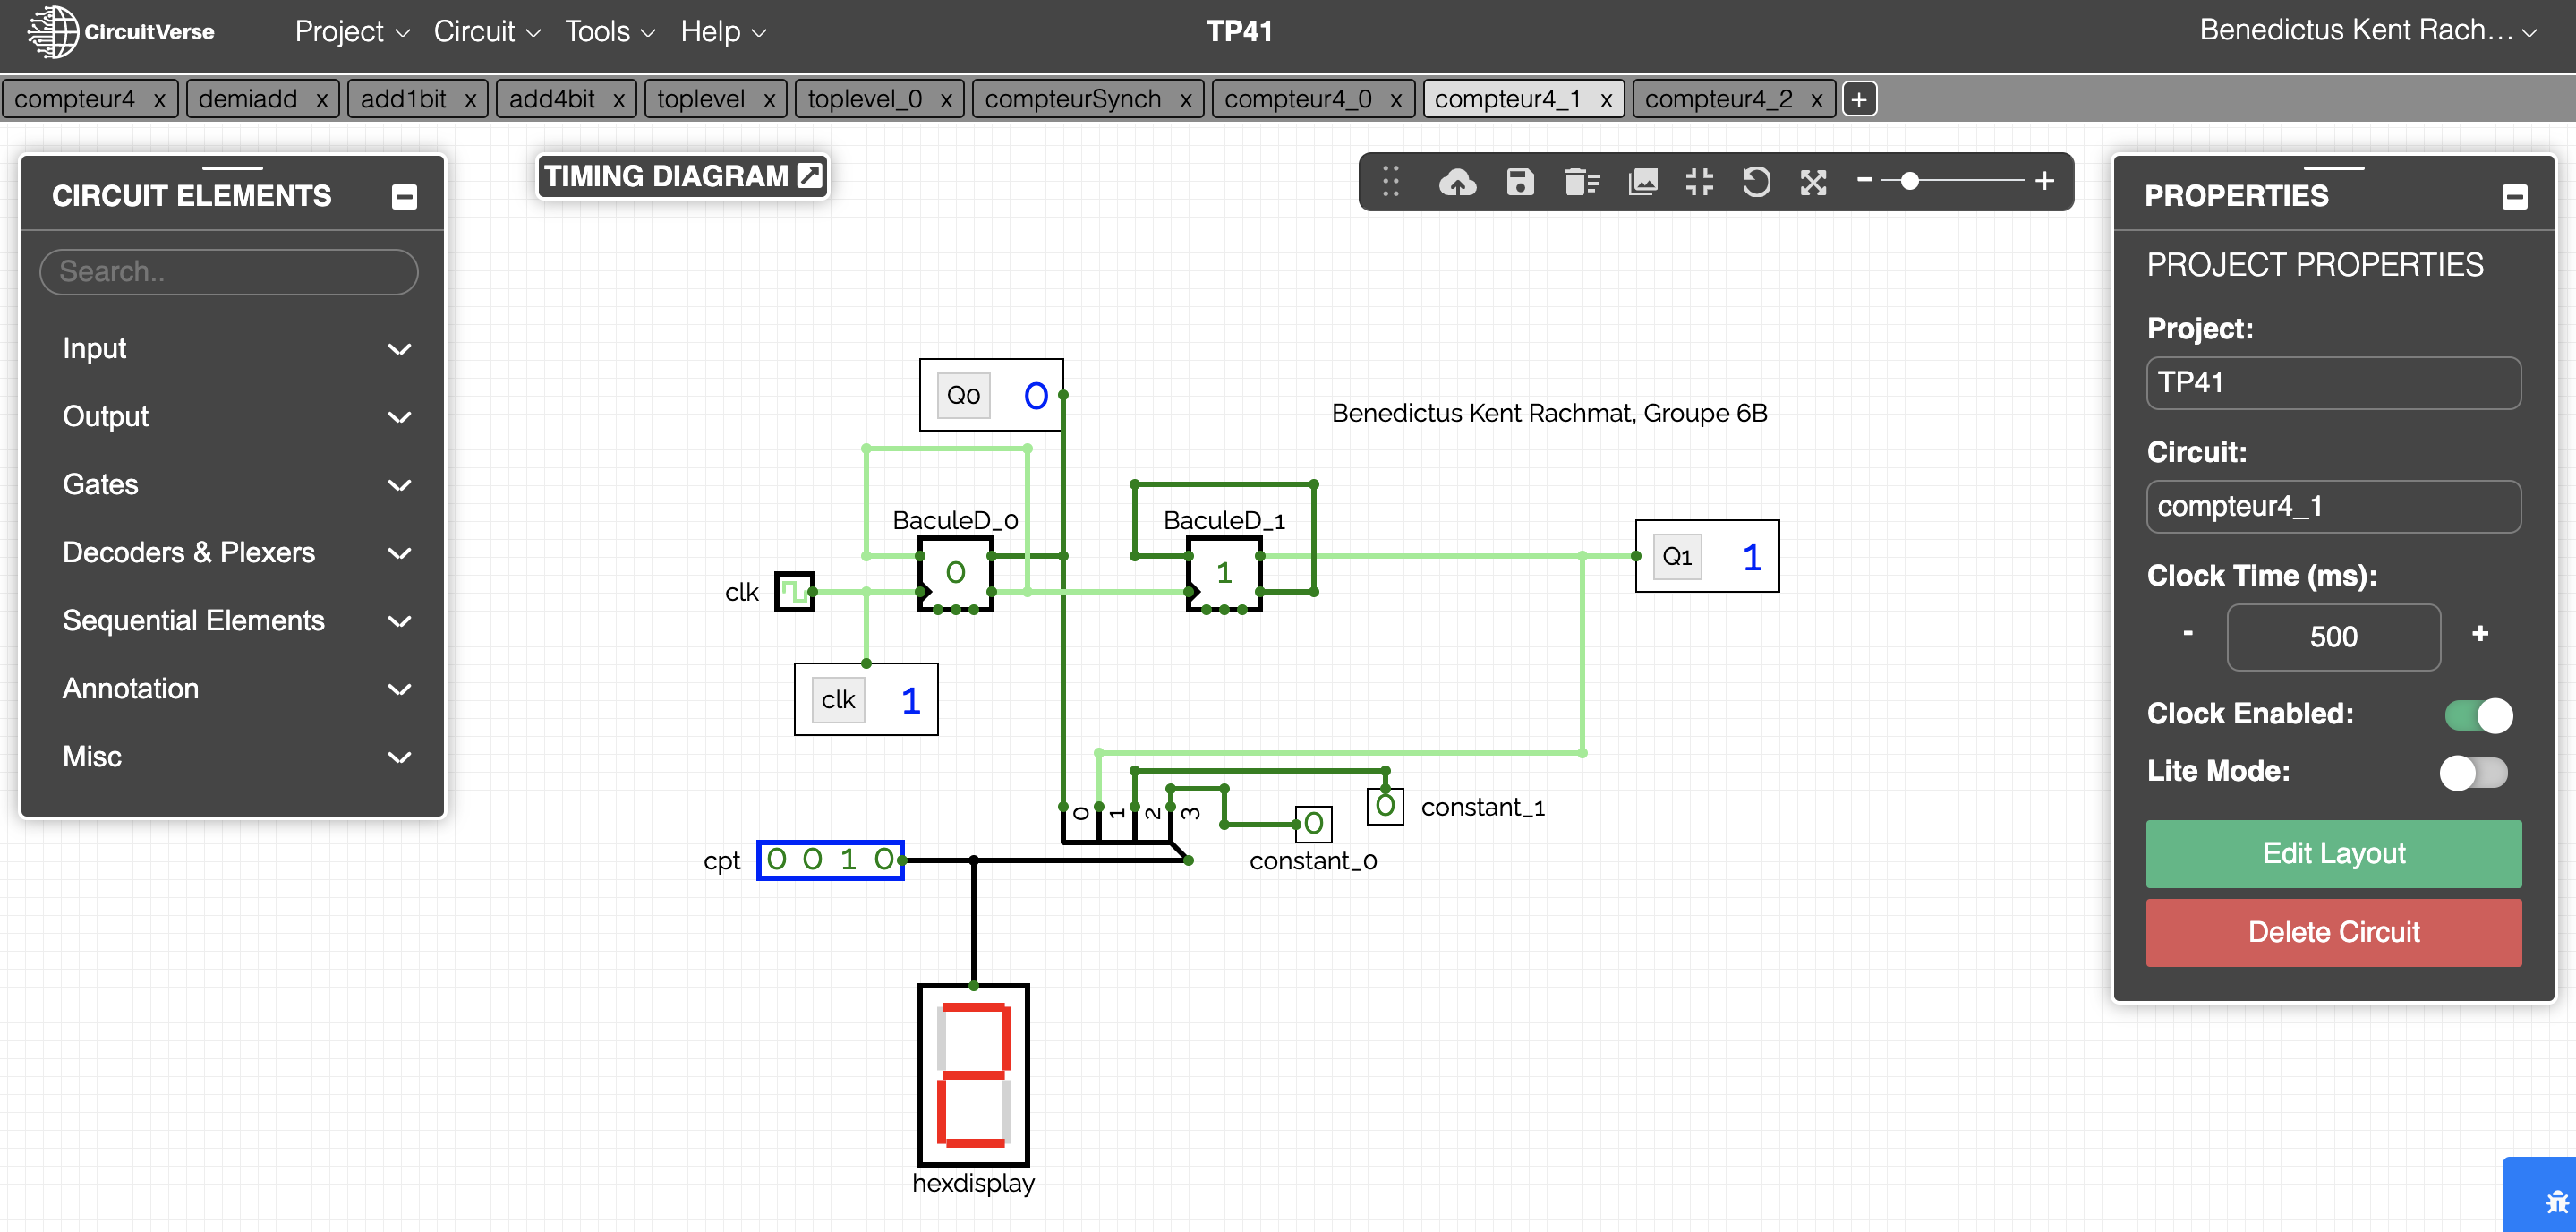 CircuitVerse
Project Circuit Tools Help
TP41
Benedictus Kent Rach...
compteur4 x demiadd x add1bit x add4bit x toplevel x toplevel_0 x compteurSynch x compteur4_0 x compteur4_1 x compteur4_2 x +
CIRCUIT ELEMENTS
Search..
Input
Output
Gates
Decoders & Plexers
Sequential Elements
Annotation
Misc
TIMING DIAGRAM
- +
Q0 0
Benedictus Kent Rachmat, Groupe 6B
BaculeD_0
BaculeD_1
0
1
Q1 1
clk
clk 1
0 1 2 3
0
constant_1
0
constant_0
cpt 0 0 1 0
2
hexdisplay
PROPERTIES
PROJECT PROPERTIES
Project:
TP41
Circuit:
compteur4_1
Clock Time (ms):
- 500 +
Clock Enabled:
Lite Mode:
Edit Layout
Delete Circuit